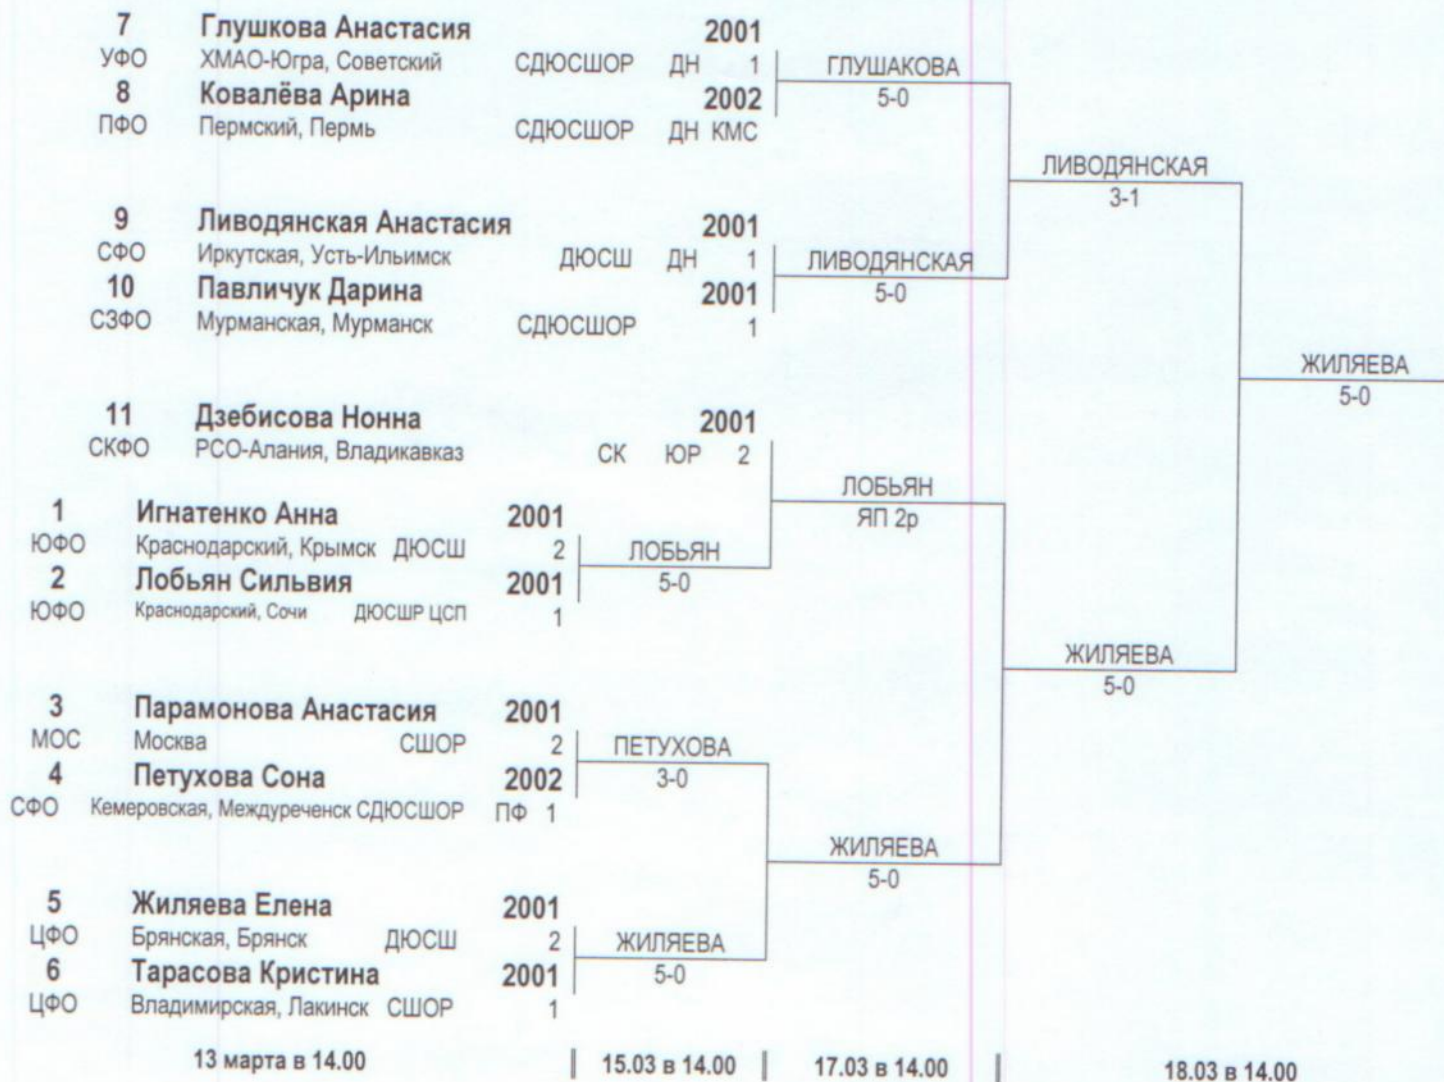 7 Глушкова Анастасия 2001
УФО ХМАО-Югра, Советский СДЮСШОР ДН 1
ГЛУШАКОВА
5-0
8 Ковалёва Арина 2002
ПФО Пермский, Пермь СДЮСШОР ДН КМС
ЛИВОДЯНСКАЯ
3-1
9 Ливодянская Анастасия 2001
СФО Иркутская, Усть-Илимск ДЮСШ ДН 1
ЛИВОДЯНСКАЯ
5-0
10 Павличук Дарина 2001
СЗФО Мурманская, Мурманск СДЮСШОР 1
ЖИЛЯЕВА
5-0
11 Дзебисова Нонна 2001
СКФО РСО-Алания, Владикавказ СК ЮР 2
ЛОБЬЯН
ЯП 2р
1 Игнатенко Анна 2001
ЮФО Краснодарский, Крымск ДЮСШ 2
ЛОБЬЯН
5-0
2 Лобьян Сильвия 2001
ЮФО Краснодарский, Сочи ДЮСШР ЦСП 1
ЖИЛЯЕВА
5-0
3 Парамонова Анастасия 2001
МОС Москва СШОР 2
ПЕТУХОВА
3-0
4 Петухова Сона 2002
СФО Кемеровская, Междуреченск СДЮСШОР ПФ 1
ЖИЛЯЕВА
5-0
5 Жиляева Елена 2001
ЦФО Брянская, Брянск ДЮСШ 2
ЖИЛЯЕВА
5-0
6 Тарасова Кристина 2001
ЦФО Владимирская, Лакинск СШОР 1
13 марта в 14.00 15.03 в 14.00 17.03 в 14.00 18.03 в 14.00